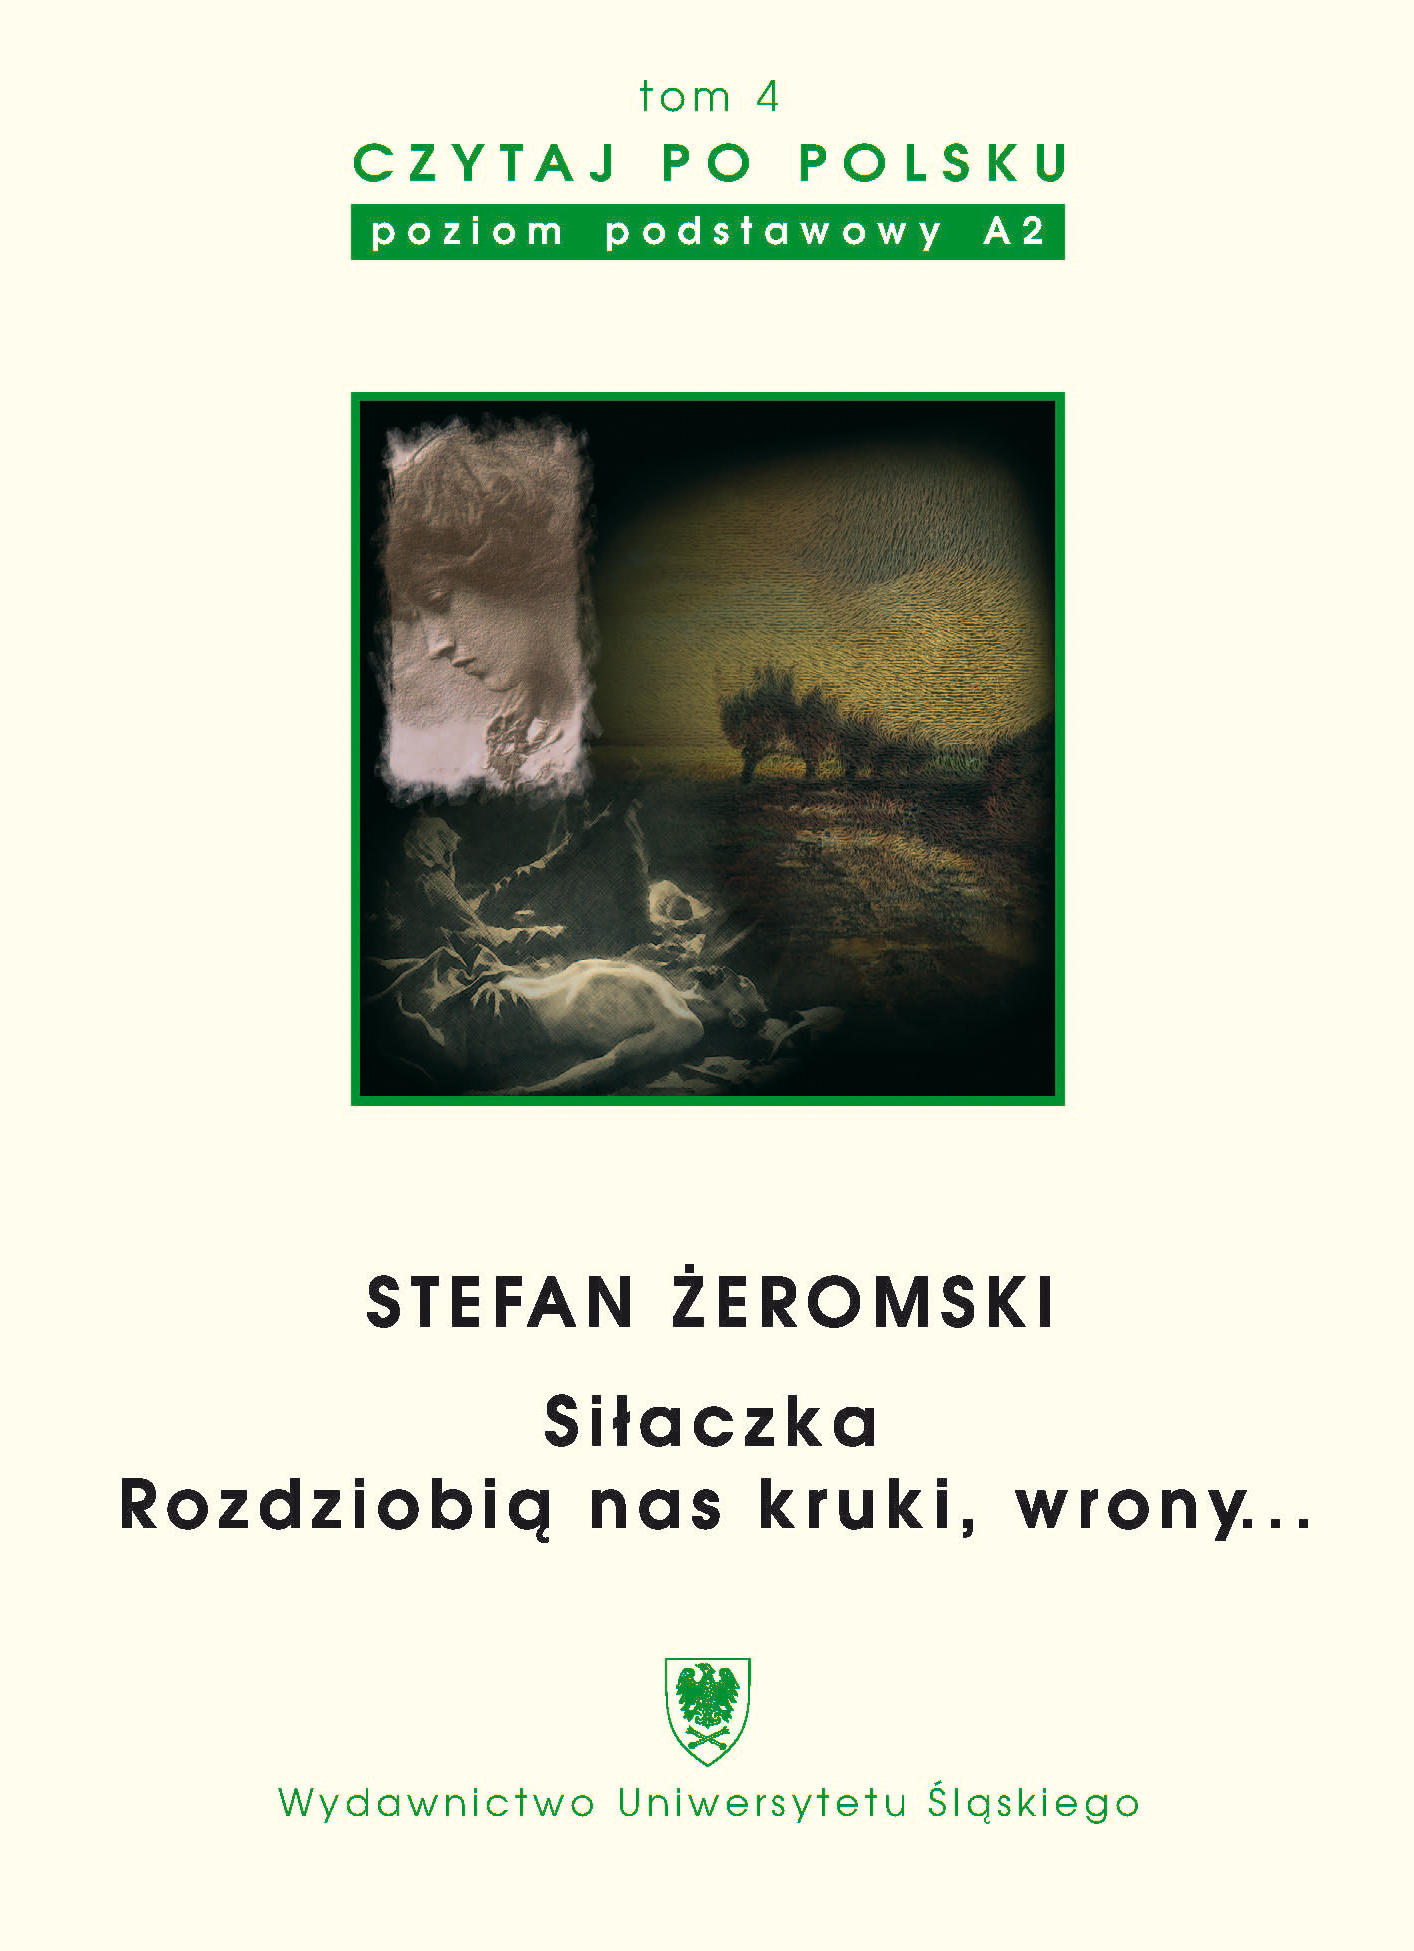 tom 4
CZYTAJ PO POLSKU
poziom podstawowy A2
STEFAN ŻEROMSKI
Siłaczka
Rozdziobią nas kruki, wrony...
Wydawnictwo Uniwersytetu Śląskiego